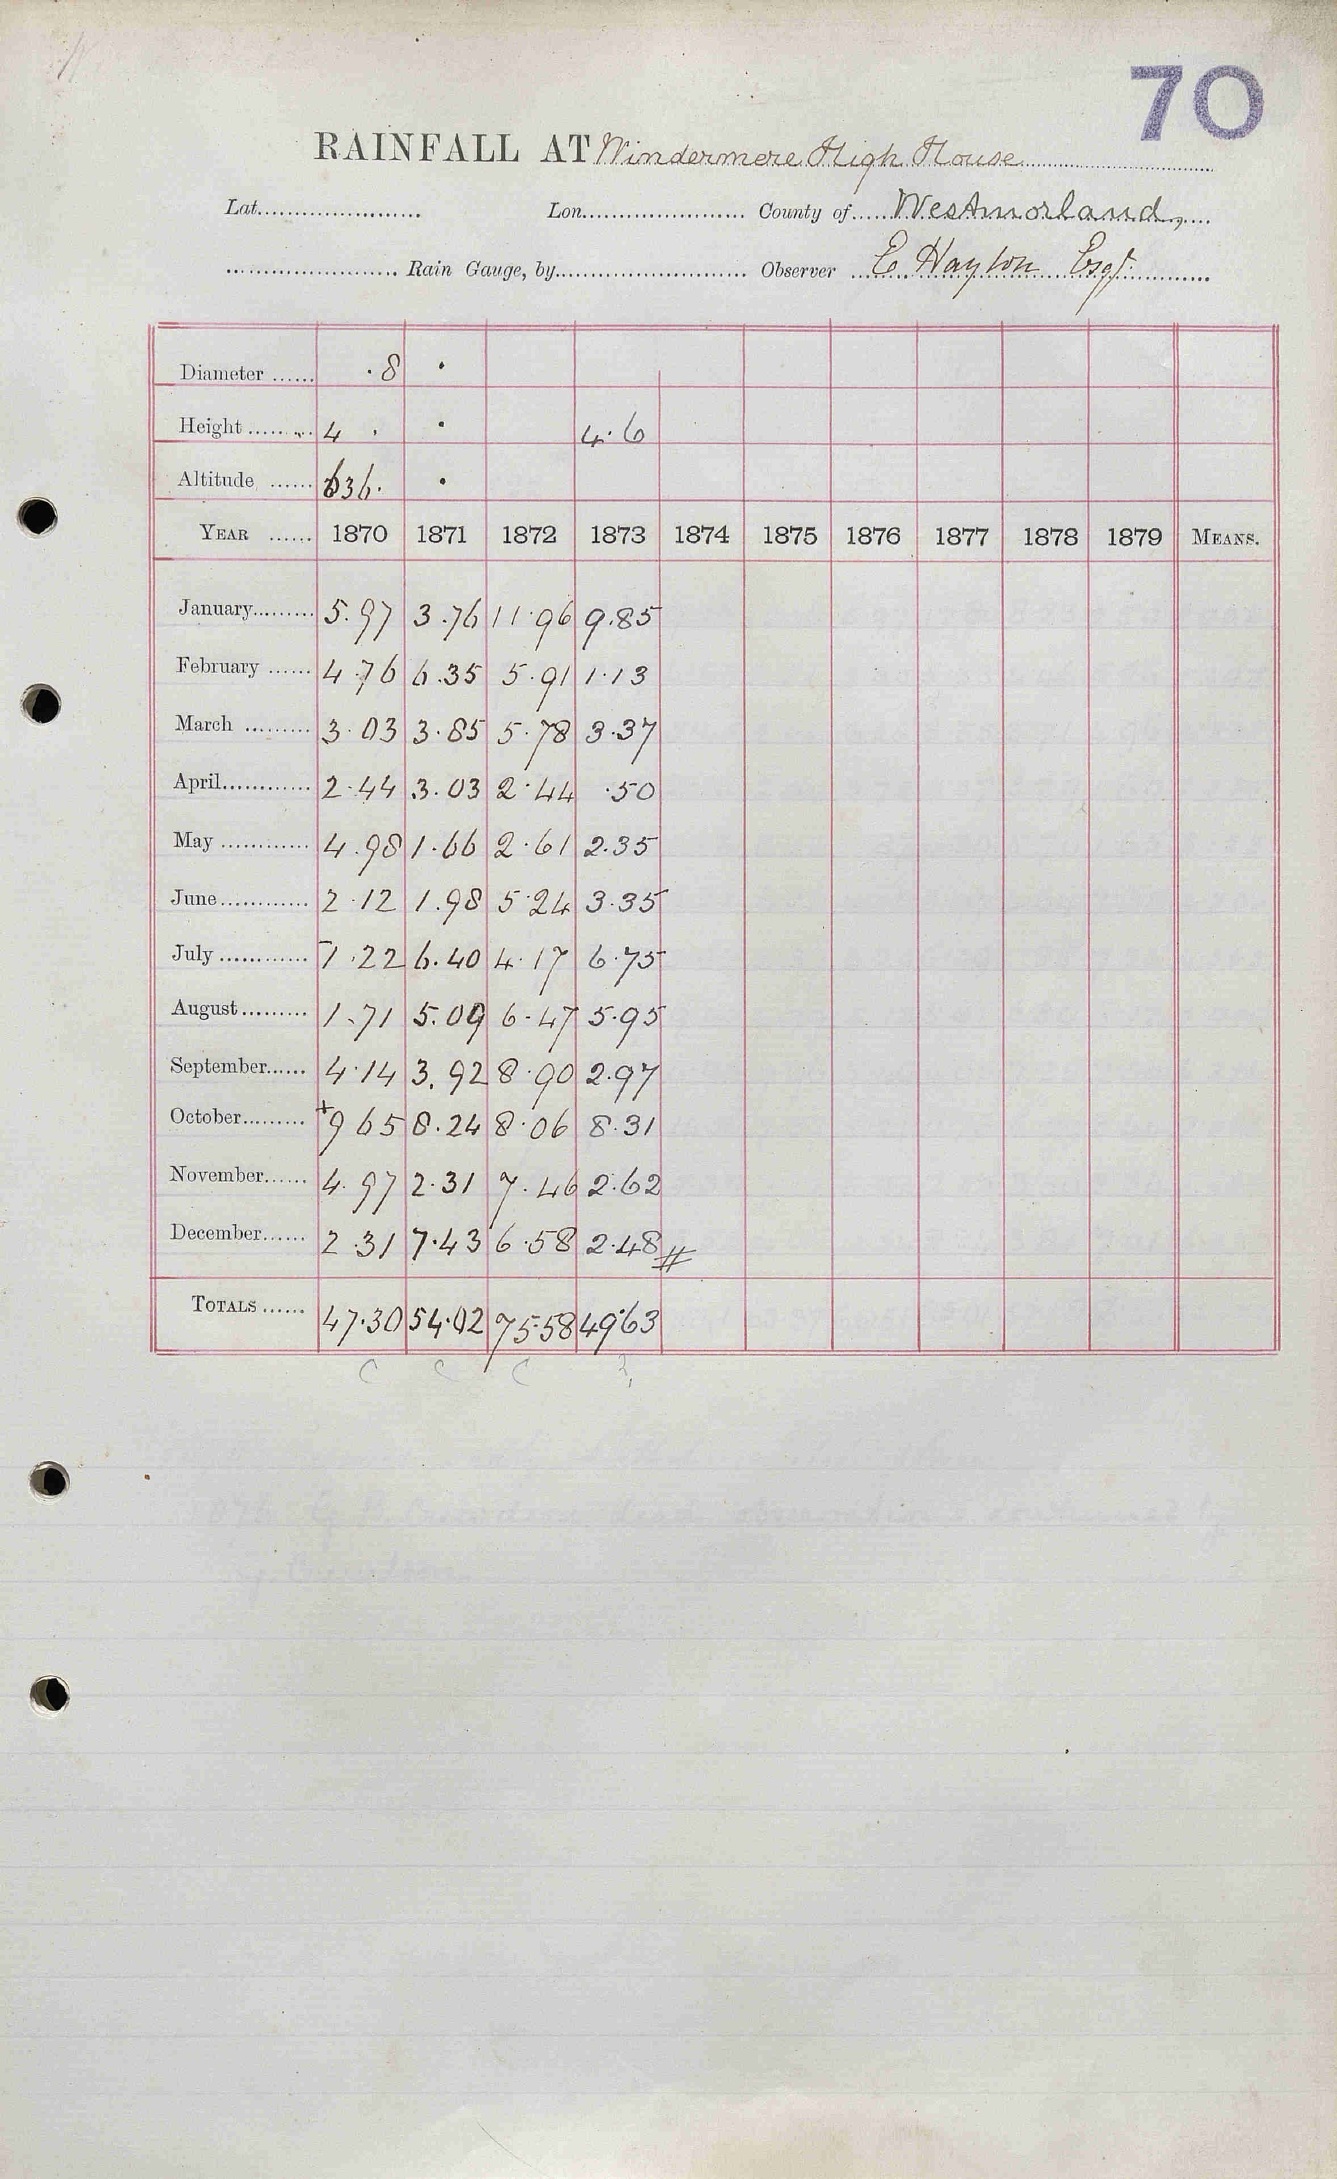 70
RAINFALL AT Windermere High House
Lat. Lon. County of Westmorland,
Rain Gauge, by Observer E Hayton Esqr.
Diameter ...... .8 .
Height ...... 4 . . 4.6
Altitude ...... 636. .
YEAR ...... 1870 1871 1872 1873 1874 1875 1876 1877 1878 1879 MEANS.
January 5.97 3.76 11.96 9.85
February 4.76 6.35 5.91 1.13
March 3.03 3.85 5.78 3.37
April 2.44 3.03 2.44 .50
May 4.98 1.66 2.61 2.35
June 2.12 1.98 5.24 3.35
July 1.22 6.40 4.17 6.75
August 1.71 5.09 6.47 5.95
September 4.14 3.92 8.90 2.97
October +9 65 8.24 8.06 8.31
November 4.97 2.31 7.46 2.62
December 2.31 7.43 6.58 2.48 #
TOTALS 47.30 54.02 75.58 49.63
C C C